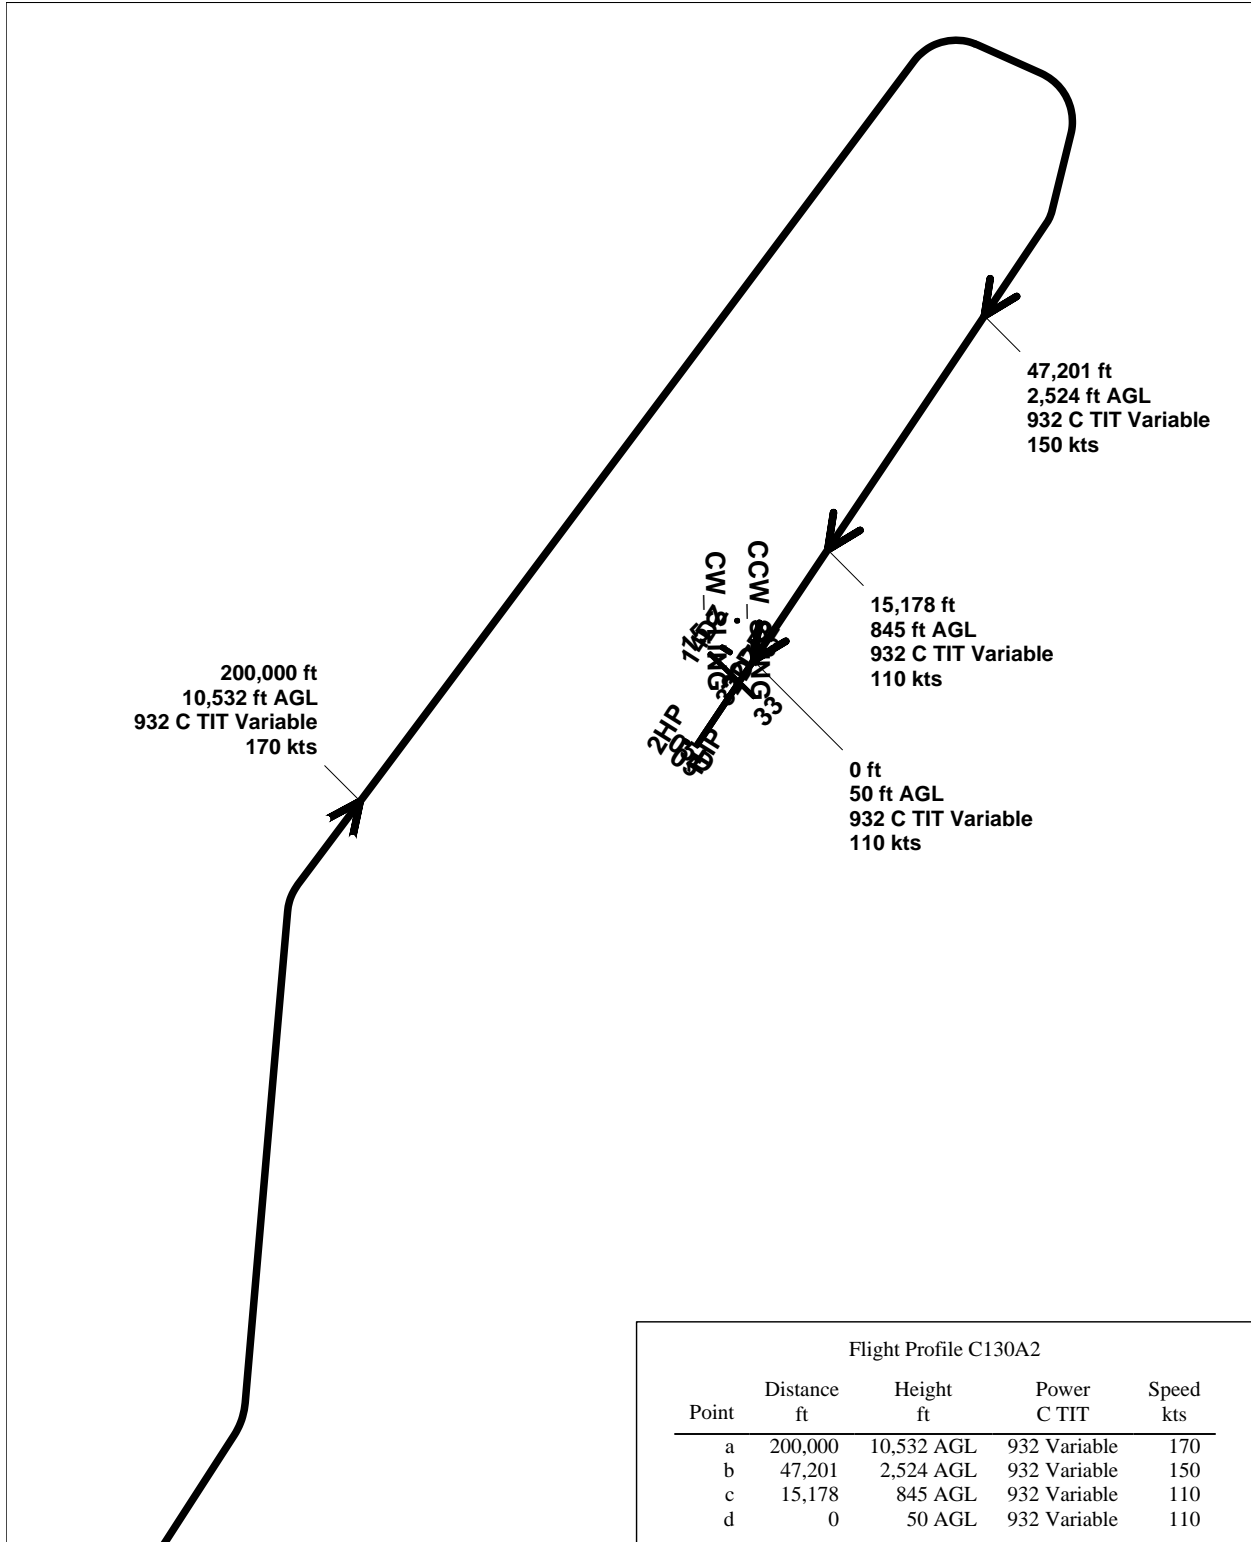 47,201 ft
2,524 ft AGL
932 C TIT Variable
150 kts
CW_SLING
CCW_SLING
15,178 ft
845 ft AGL
932 C TIT Variable
110 kts
200,000 ft
10,532 ft AGL
932 C TIT Variable
170 kts
33
2HP
0 ft
50 ft AGL
932 C TIT Variable
110 kts
Flight Profile C130A2
Distance Height Power Speed
Point ft ft C TIT kts
a 200,000 10,532 AGL 932 Variable 170
b 47,201 2,524 AGL 932 Variable 150
c 15,178 845 AGL 932 Variable 110
d 0 50 AGL 932 Variable 110